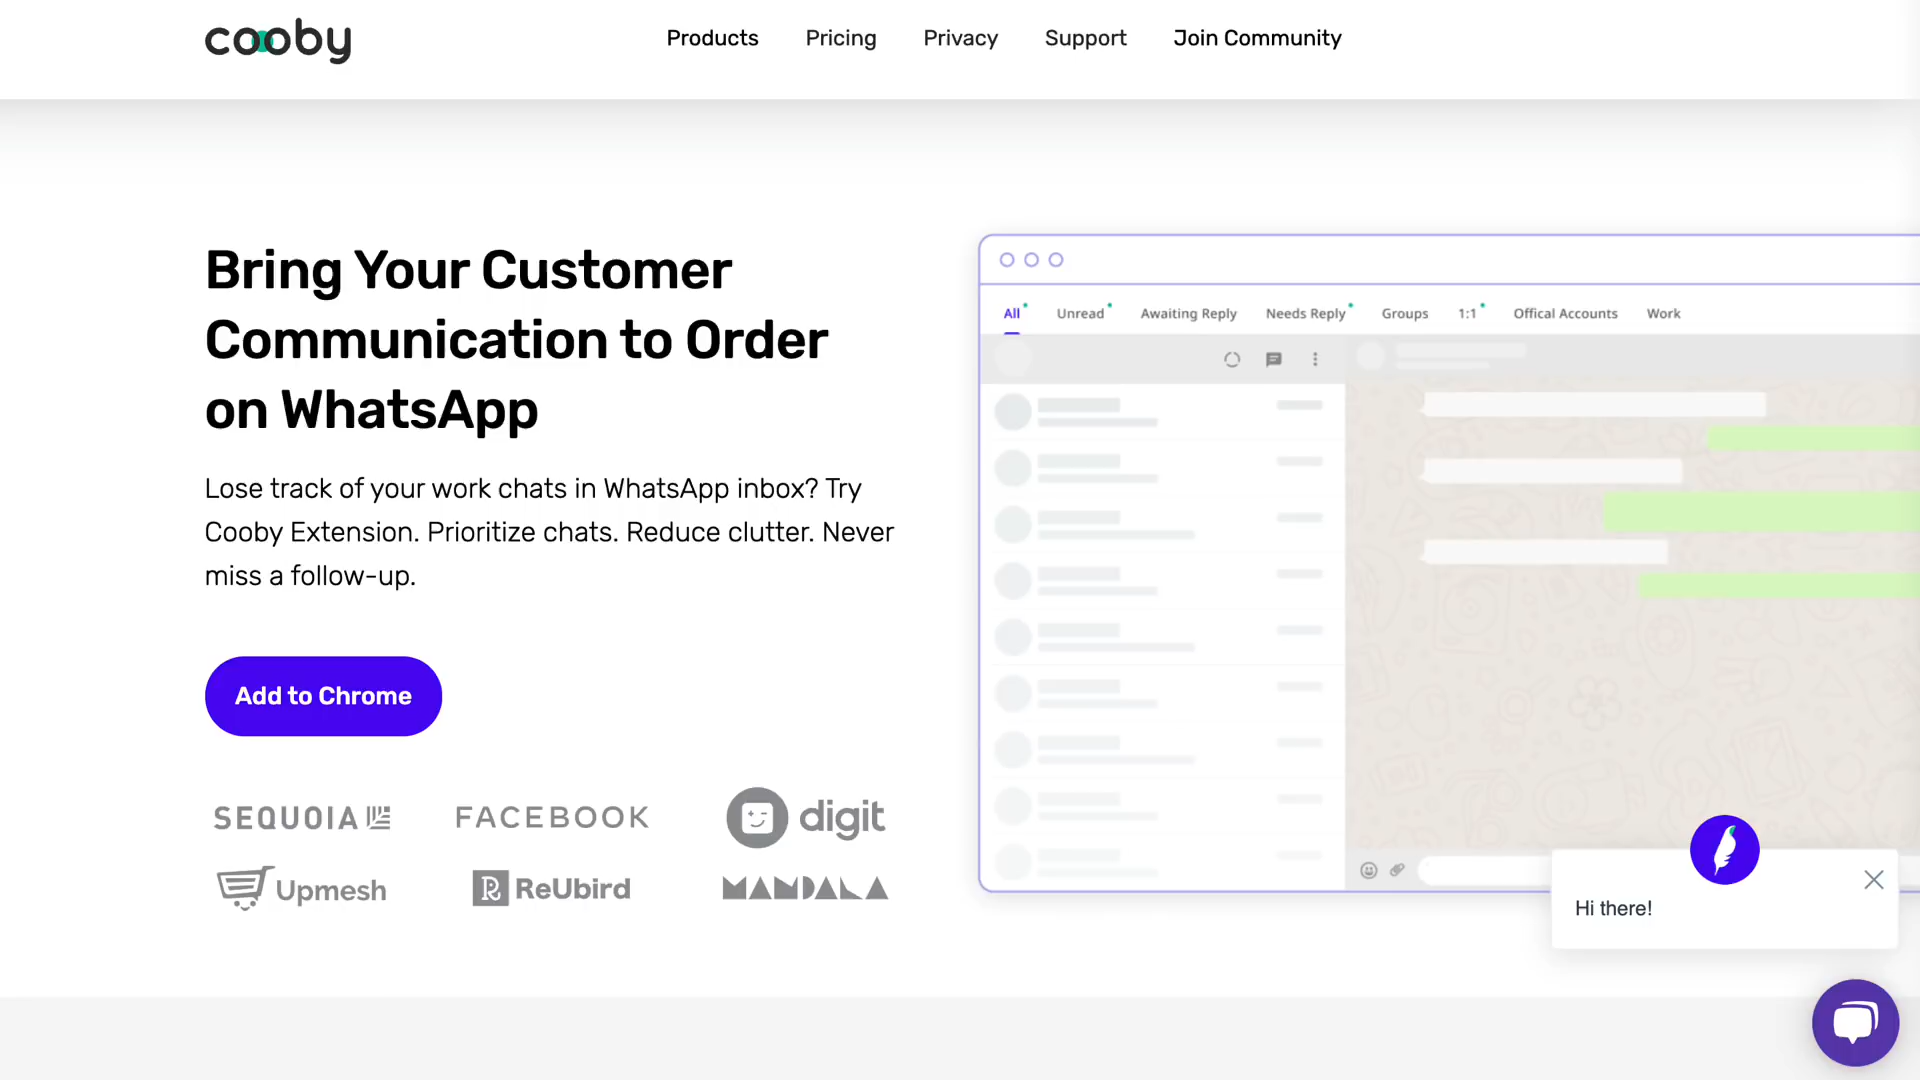 cooby
Products
Pricing
Privacy
Support
Join Community
Bring Your Customer
Communication to Order
on WhatsApp
Lose track of your work chats in WhatsApp inbox? Try
Cooby Extension. Prioritize chats. Reduce clutter. Never
miss a follow-up.
Add to Chrome
SEQUOIA
FACEBOOK
digit
Upmesh
ReUbird
MANDALA
All
Unread
Awaiting Reply
Needs Reply
Groups
1:1
Offical Accounts
Work
Hi there!